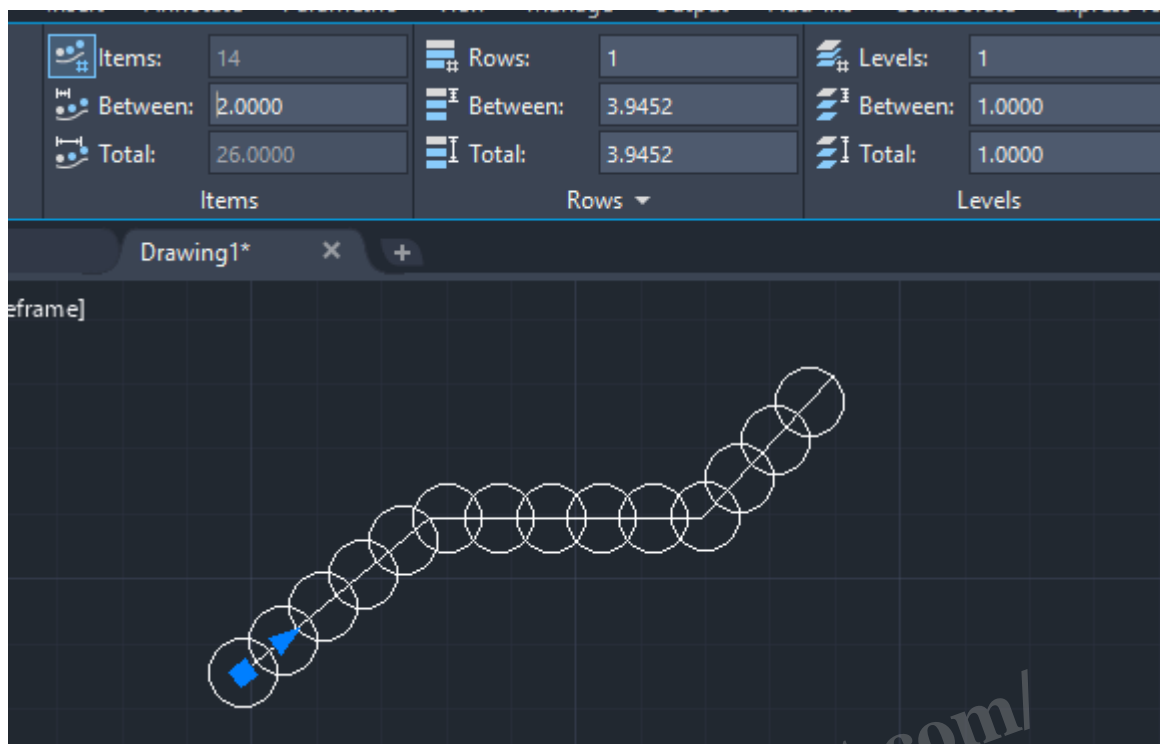 Items: 14 Rows: 1 Levels: 1
Between: 2.0000 Between: 3.9452 Between: 1.0000
Total: 26.0000 Total: 3.9452 Total: 1.0000
Items Rows Levels
Drawing1*
eframe]
com/